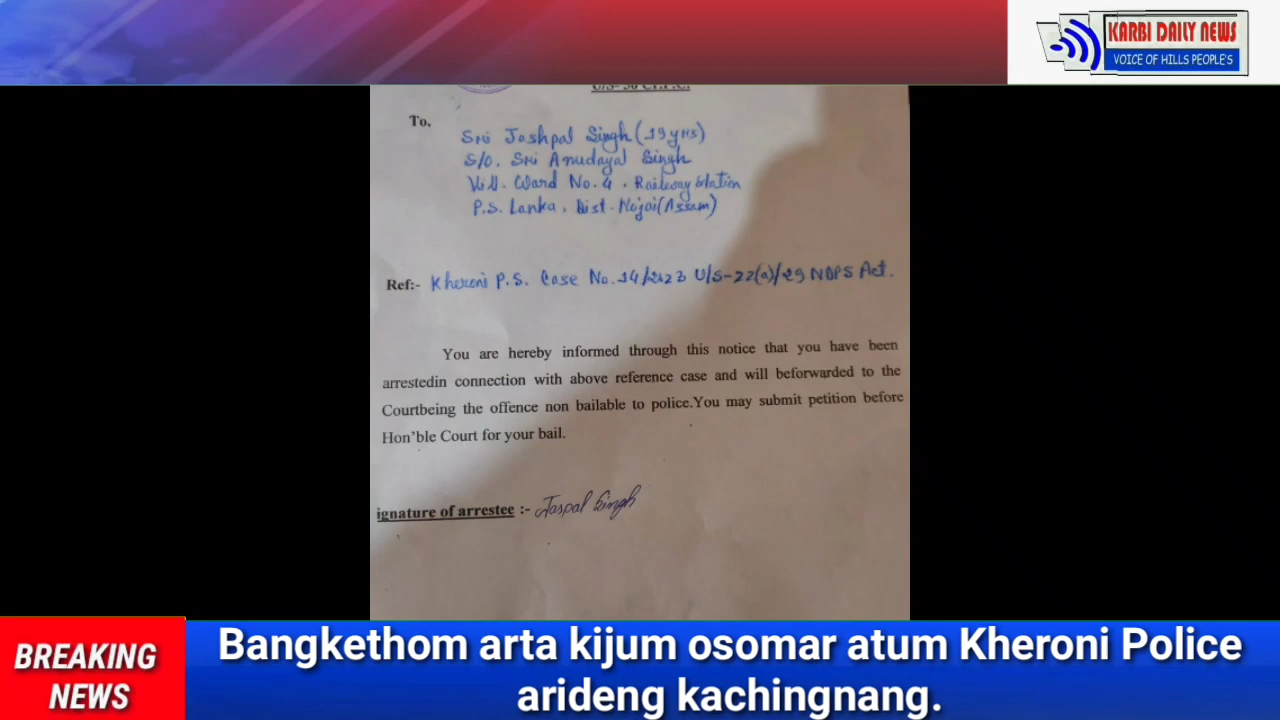 KARBI DAILY NEWS
VOICE OF HILLS PEOPLE'S
To,
Sri Jashpal Singh (19 yrs)
S/O. Sri Anudayal Singh
Vill. Ward No. 4, Railway Station
P.S. Lanka, Dist. Hojai (Assam)
Ref:- Kheroni P.S. Case No. 14/2023 U/S-22(a)/29 NDPS Act.
You are hereby informed through this notice that you have been
arrestedin connection with above reference case and will beforwarded to the
Courtbeing the offence non bailable to police.You may submit petition before
Hon'ble Court for your bail.
ignature of arrestee :- Jaspal Singh
BREAKING
NEWS
Bangkethom arta kijum osomar atum Kheroni Police
arideng kachingnang.